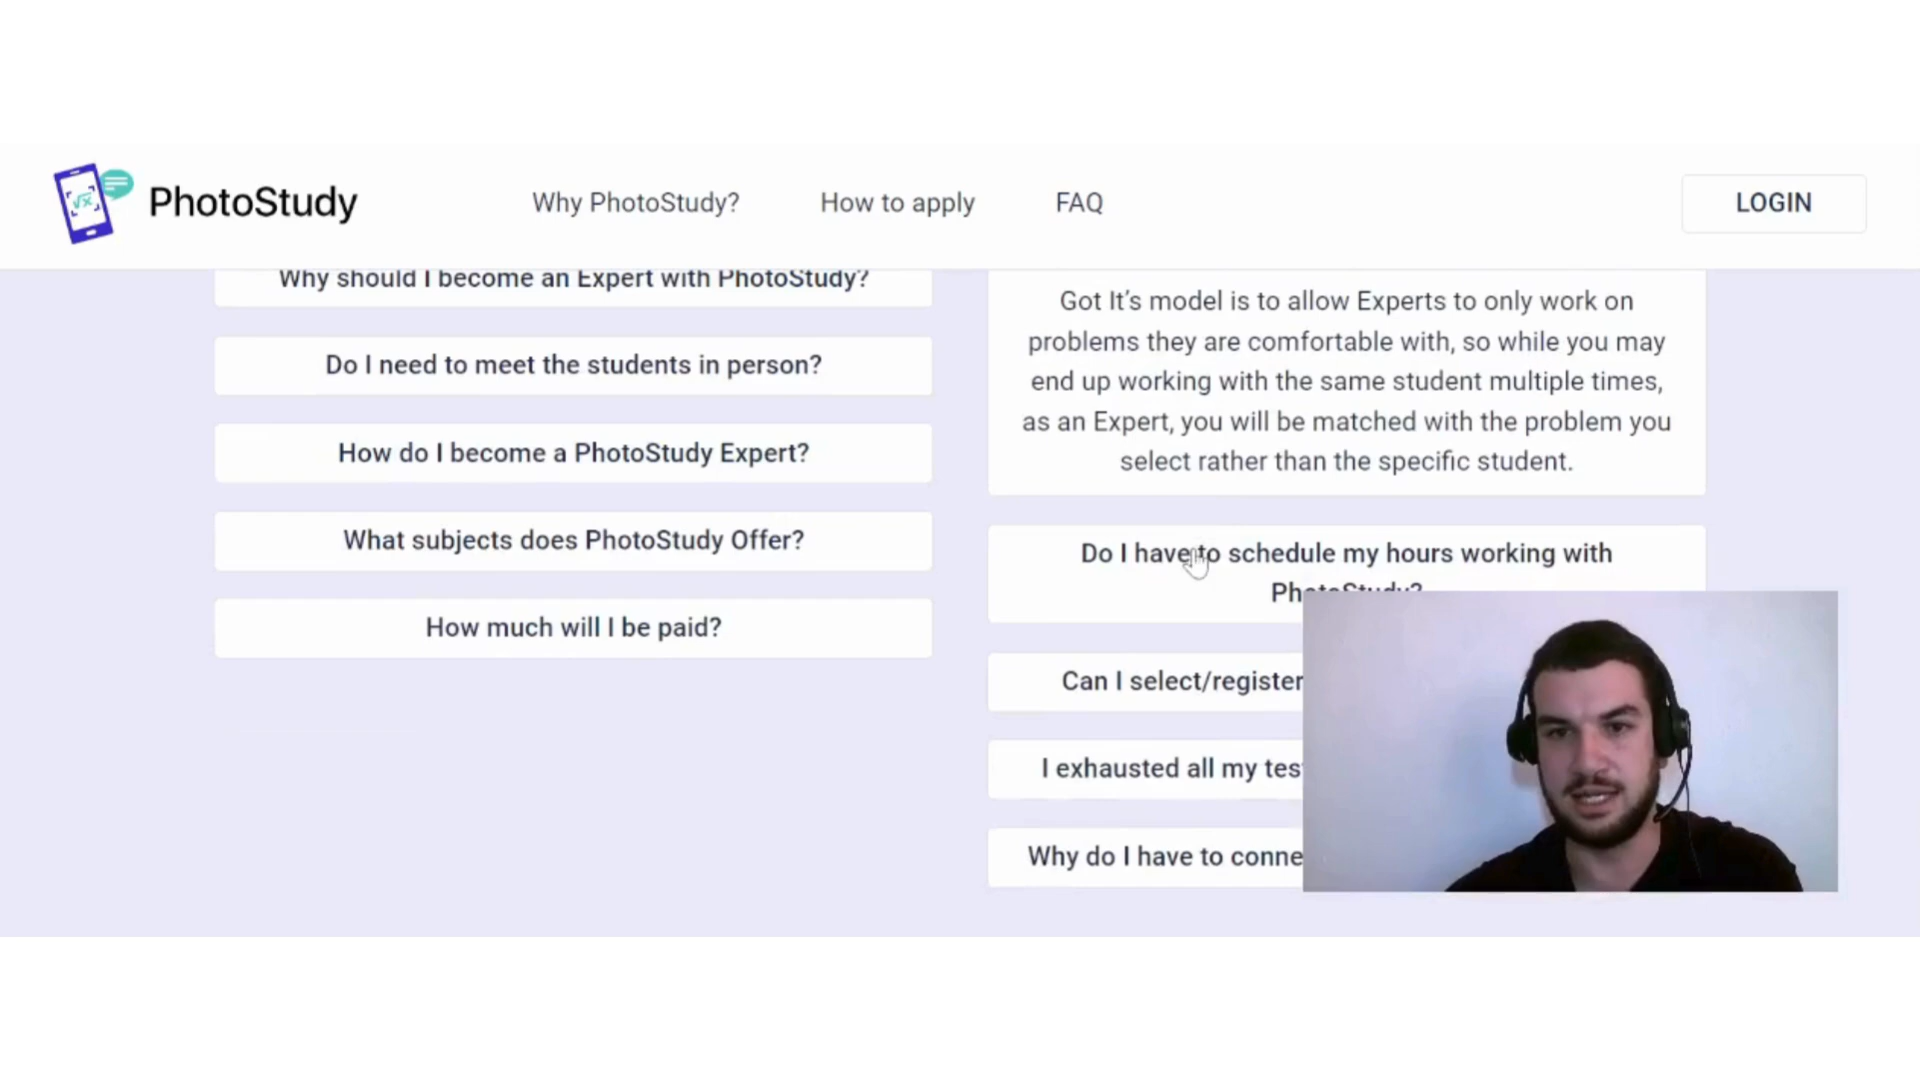 PhotoStudy
Why PhotoStudy?
How to apply
FAQ
LOGIN
Why should I become an Expert with PhotoStudy?
Do I need to meet the students in person?
How do I become a PhotoStudy Expert?
What subjects does PhotoStudy Offer?
How much will I be paid?
Got It’s model is to allow Experts to only work on
problems they are comfortable with, so while you may
end up working with the same student multiple times,
as an Expert, you will be matched with the problem you
select rather than the specific student.
Do I have to schedule my hours working with
PhotoStudy?
Can I select/register
I exhausted all my
Why do I have to